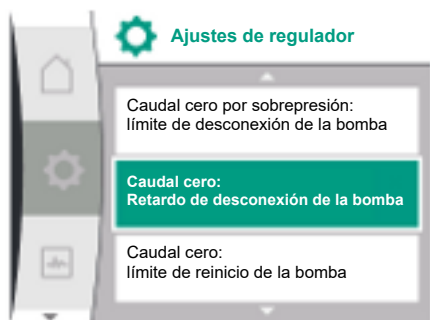 Ajustes de regulador
Caudal cero por sobrepresión:
límite de desconexión de la bomba
Caudal cero:
Retardo de desconexión de la bomba
Caudal cero:
límite de reinicio de la bomba